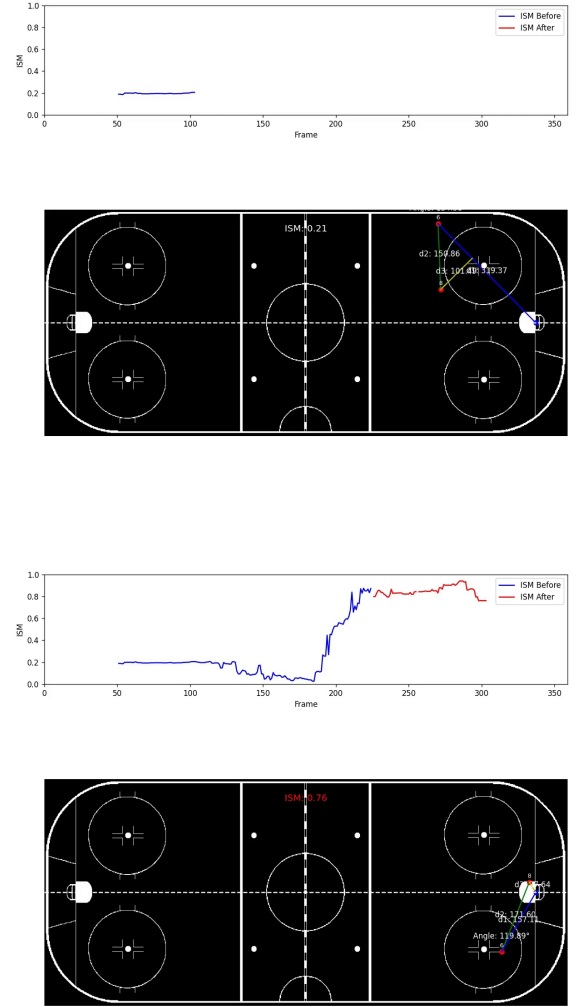 1.0
0.8
0.6
0.4
0.2
0.0
ISM
0 50 100 150 200 250 300 350
Frame
ISM Before
ISM After
ISM: 0.21
6
d2: 150.86
8
1.0
0.8
0.6
0.4
0.2
0.0
ISM
0 50 100 150 200 250 300 350
Frame
ISM Before
ISM After
ISM: 0.76
8
d2: 171.60
d1: 157.11
Angle: 119.89°
6